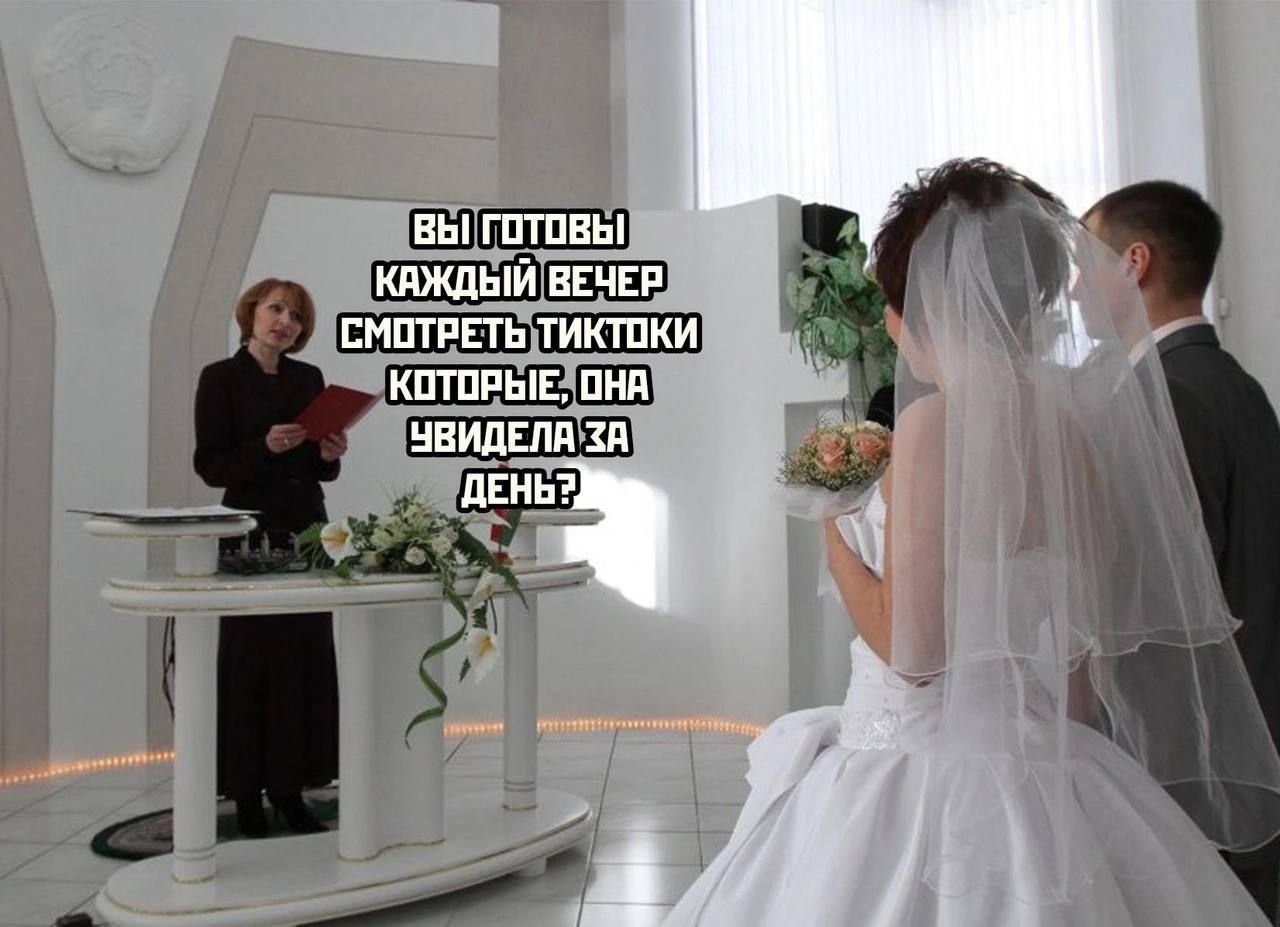 ВЫ ГОТОВЫ
КАЖДЫЙ ВЕЧЕР
СМОТРЕТЬ ТИКТОКИ
КОТОРЫЕ, ОНА
УВИДЕЛА ЗА
ДЕНЬ?